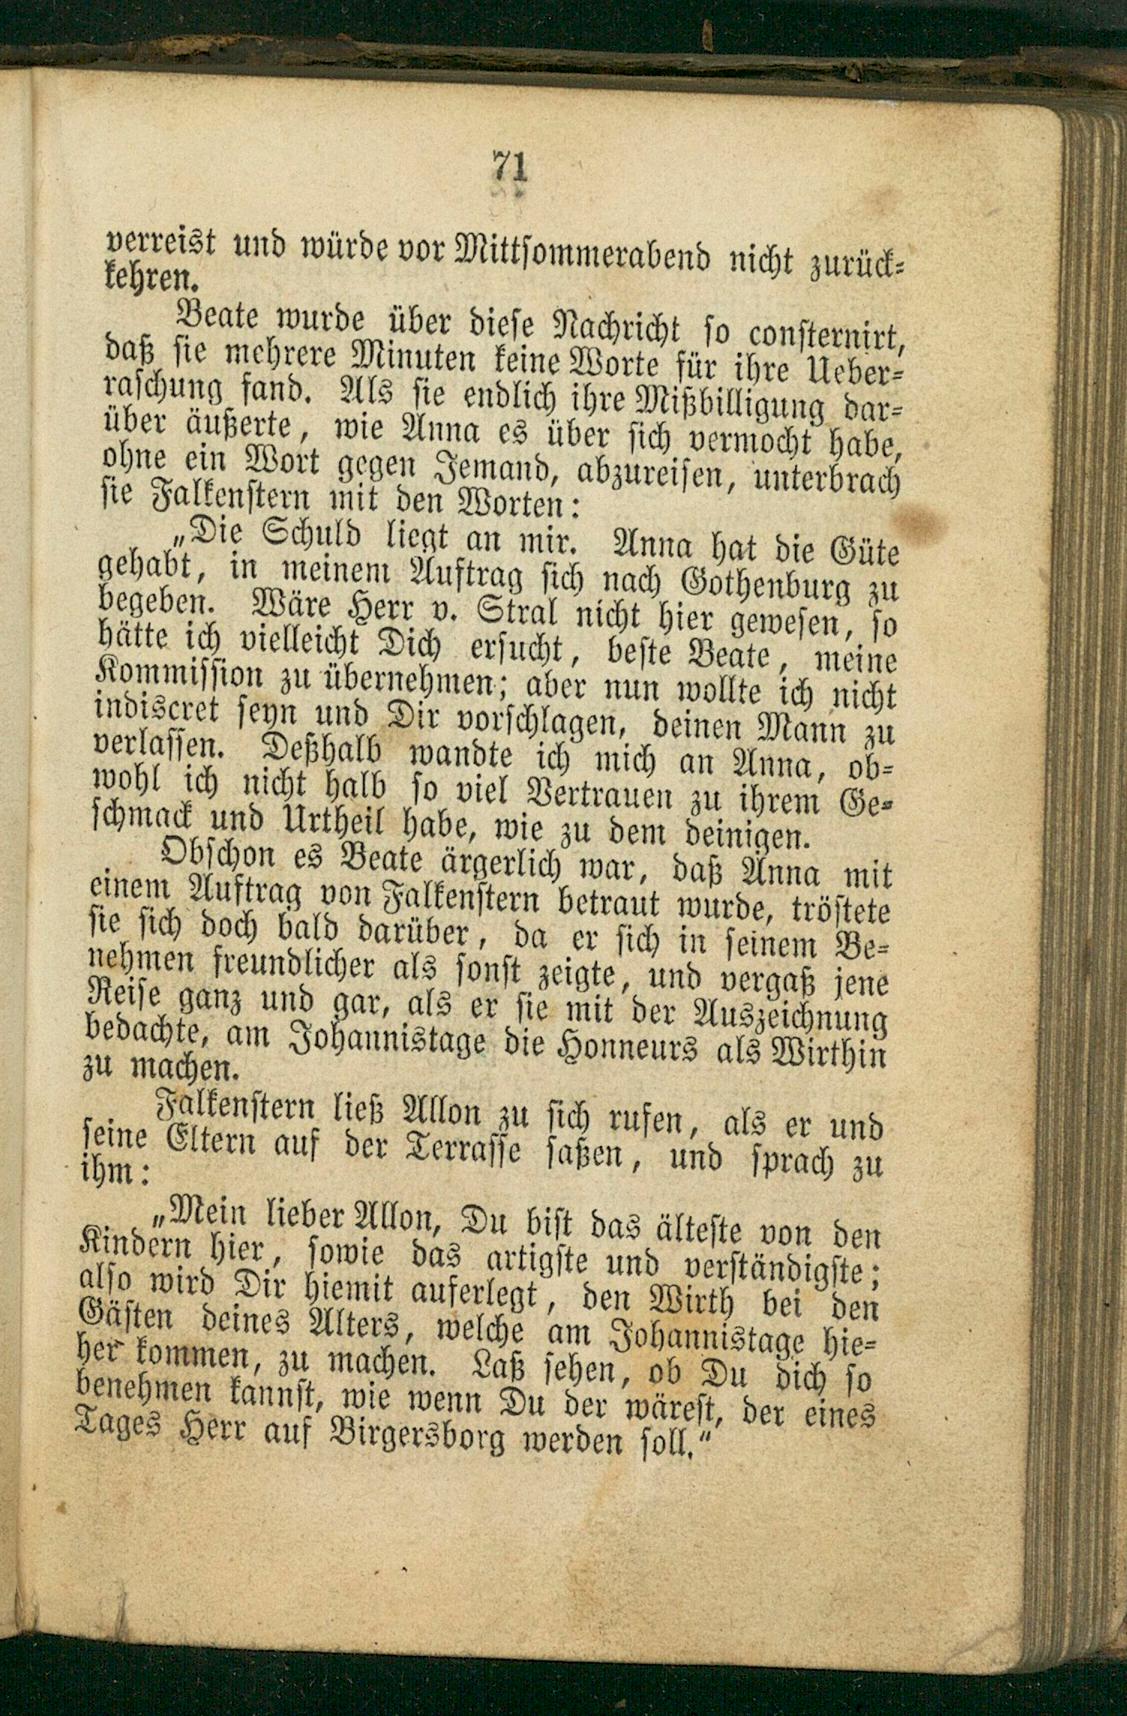 71
verreist und würde vor Mittsommerabend nicht zurück-
kehren.
Beate wurde über diese Nachricht so consternirt,
daß sie mehrere Minuten keine Worte für ihre Ueber-
raschung fand. Als sie endlich ihre Mißbilligung dar-
über äußerte, wie Anna es über sich vermocht habe,
ohne ein Wort gegen Jemand, abzureisen, unterbrach
sie Falkenstern mit den Worten:
„Die Schuld liegt an mir. Anna hat die Güte
gehabt, in meinem Auftrag sich nach Gothenburg zu
begeben. Wäre Herr v. Stral nicht hier gewesen, so
hätte ich vielleicht Dich ersucht, beste Beate, meine
Kommission zu übernehmen; aber nun wollte ich nicht
indiscret seyn und Dir vorschlagen, deinen Mann zu
verlassen. Deßhalb wandte ich mich an Anna, ob-
wohl ich nicht halb so viel Vertrauen zu ihrem Ge-
schmack und Urtheil habe, wie zu dem deinigen.
Obschon es Beate ärgerlich war, daß Anna mit
einem Auftrag von Falkenstern betraut wurde, tröstete
sie sich doch bald darüber, da er sich in seinem Be-
nehmen freundlicher als sonst zeigte, und vergaß jene
Reise ganz und gar, als er sie mit der Auszeichnung
bedachte, am Johannistage die Honneurs als Wirthin
zu machen.
Falkenstern ließ Allon zu sich rufen, als er und
seine Eltern auf der Terrasse saßen, und sprach zu
ihm:
„Mein lieber Allon, Du bist das älteste von den
Kindern hier, sowie das artigste und verständigste;
also wird Dir hiemit auferlegt, den Wirth bei den
Gästen deines Alters, welche am Johannistage hie-
her kommen, zu machen. Laß sehen, ob Du dich so
benehmen kannst, wie wenn Du der wärest, der eines
Tages Herr auf Birgersborg werden soll.“